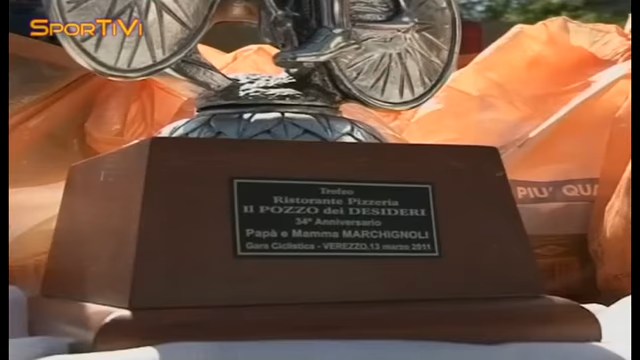 SPORTIVI
Trofeo
Ristorante Pizzeria
Il POZZO dei DESIDERI
34° Anniversario
Papà e Mamma MARCHIGNOLI
Gara Ciclistica - VEREZZO, 13 marzo 2011
PIU' QUA